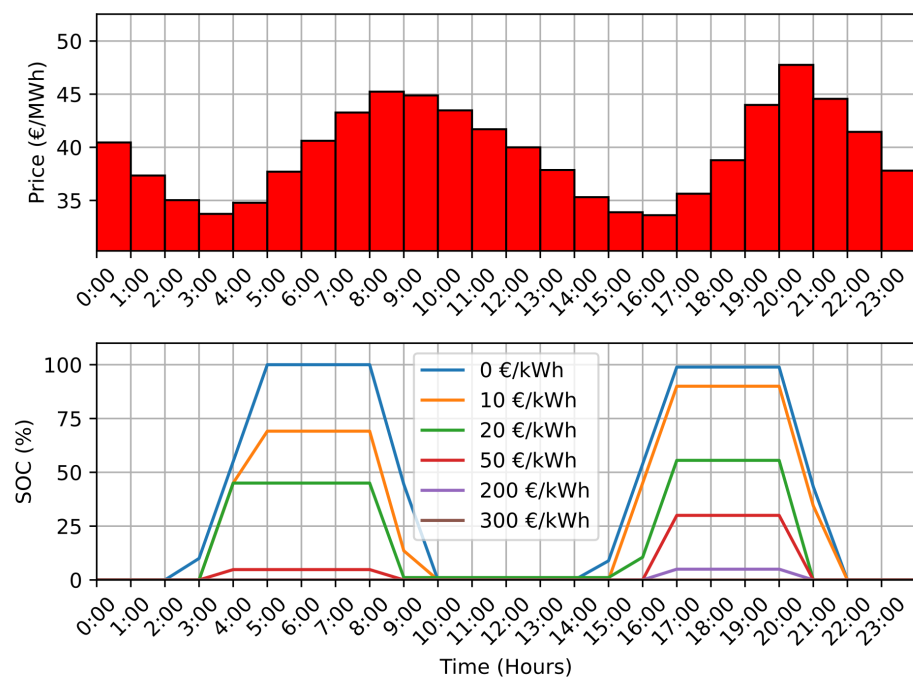 Price (€/MWh)
50
45
40
35
0:00 1:00 2:00 3:00 4:00 5:00 6:00 7:00 8:00 9:00 10:00 11:00 12:00 13:00 14:00 15:00 16:00 17:00 18:00 19:00 20:00 21:00 22:00 23:00
SOC (%)
100
75
50
25
0
0 €/kWh
10 €/kWh
20 €/kWh
50 €/kWh
200 €/kWh
300 €/kWh
0:00 1:00 2:00 3:00 4:00 5:00 6:00 7:00 8:00 9:00 10:00 11:00 12:00 13:00 14:00 15:00 16:00 17:00 18:00 19:00 20:00 21:00 22:00 23:00
Time (Hours)